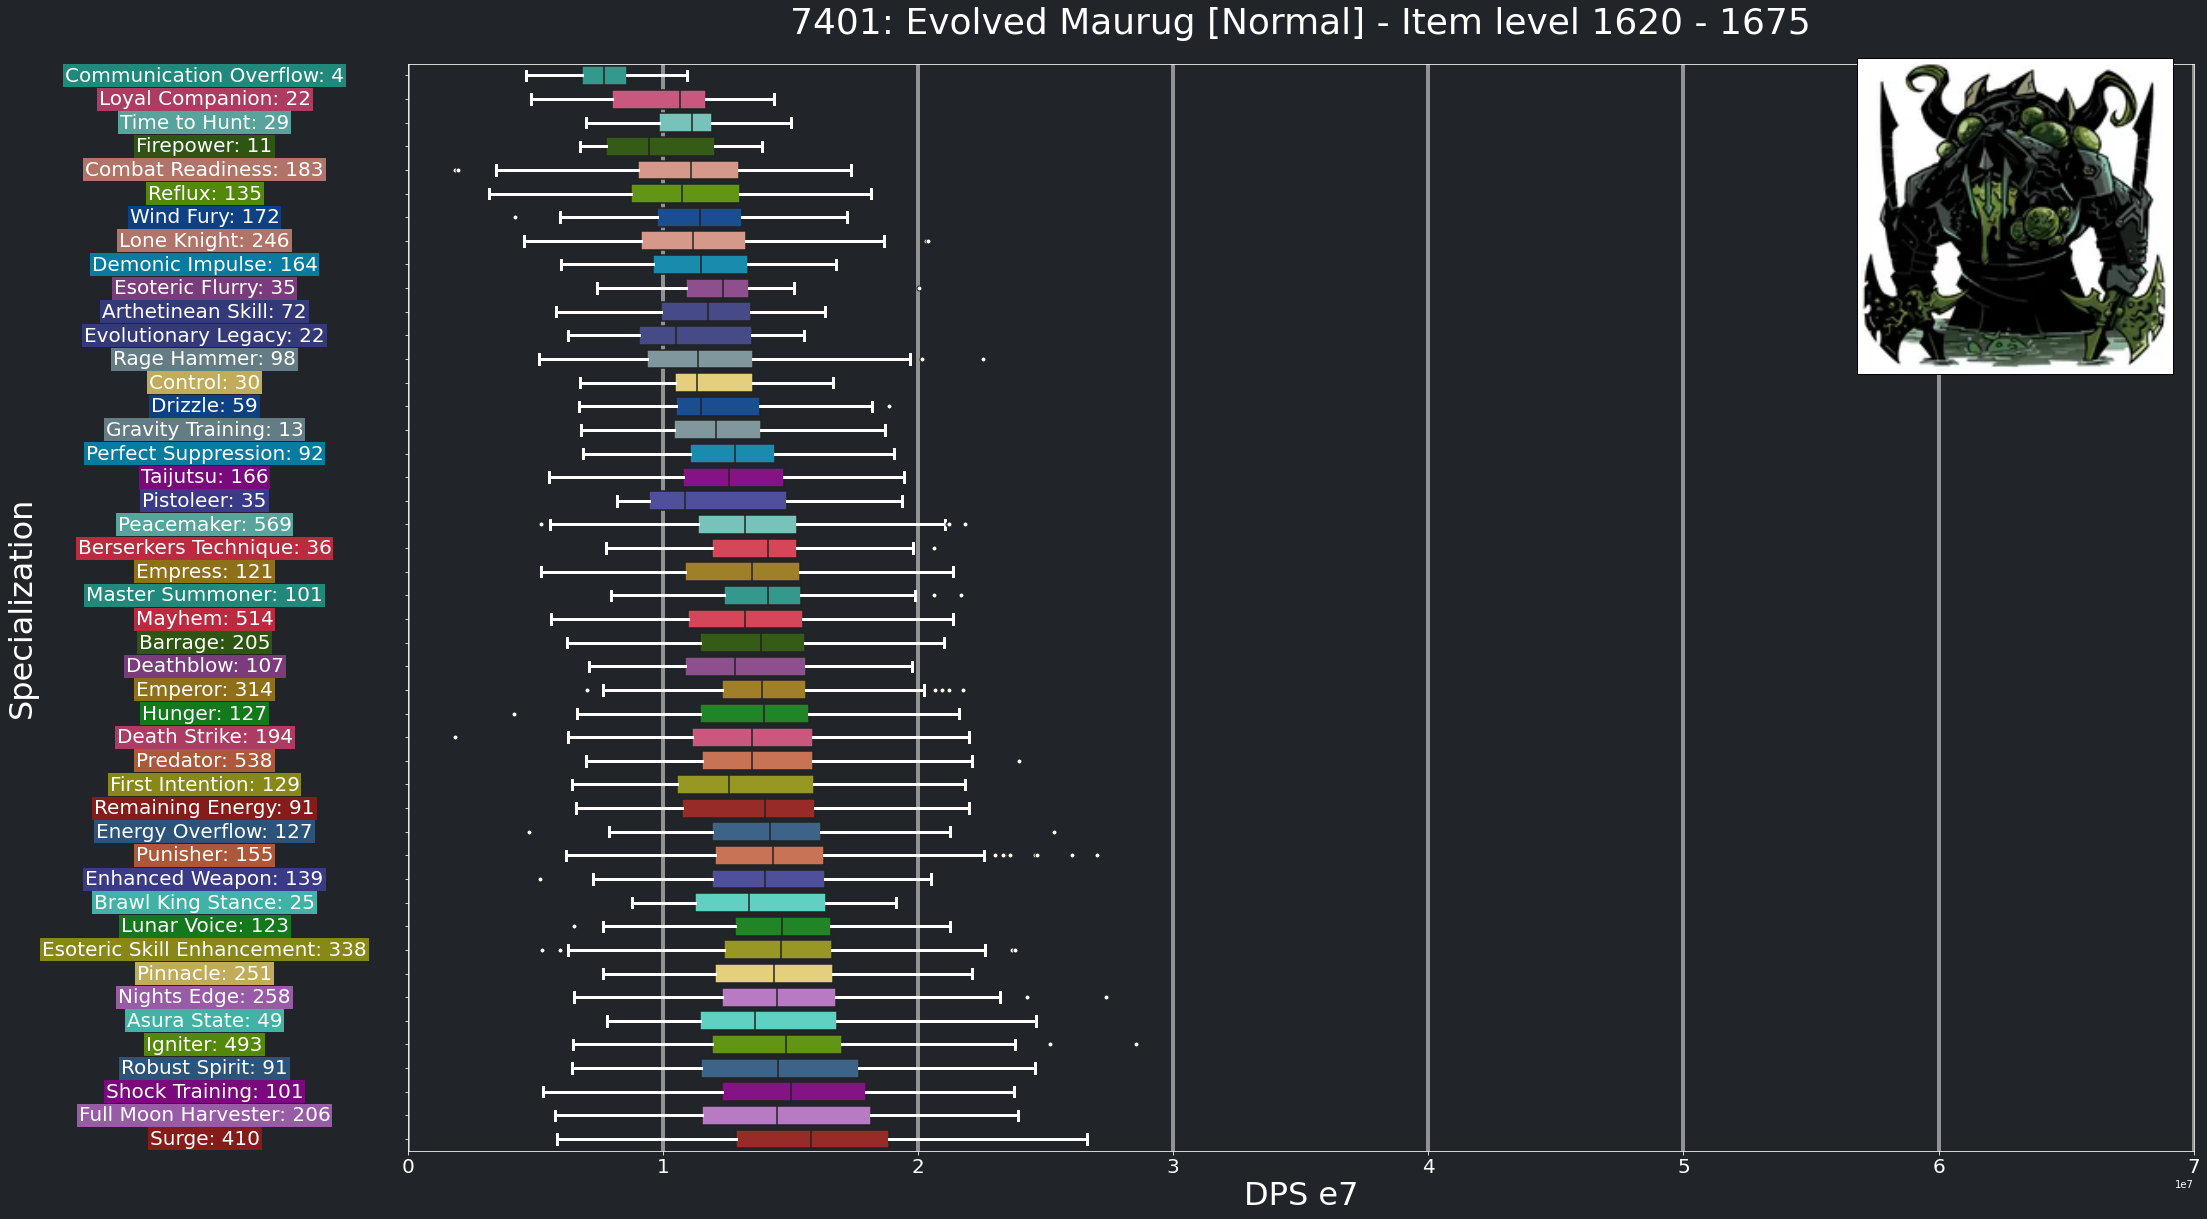 7401: Evolved Maurug [Normal] - Item level 1620 - 1675
Communication Overflow: 4
Loyal Companion: 22
Time to Hunt: 29
Firepower: 11
Combat Readiness: 183
Reflux: 135
Wind Fury: 172
Lone Knight: 246
Demonic Impulse: 164
Esoteric Flurry: 35
Arthetinean Skill: 72
Evolutionary Legacy: 22
Rage Hammer: 98
Control: 30
Drizzle: 59
Gravity Training: 13
Perfect Suppression: 92
Taijutsu: 166
Pistoleer: 35
Peacemaker: 569
Berserkers Technique: 36
Empress: 121
Master Summoner: 101
Mayhem: 514
Barrage: 205
Deathblow: 107
Emperor: 314
Hunger: 127
Death Strike: 194
Predator: 538
First Intention: 129
Remaining Energy: 91
Energy Overflow: 127
Punisher: 155
Enhanced Weapon: 139
Brawl King Stance: 25
Lunar Voice: 123
Esoteric Skill Enhancement: 338
Pinnacle: 251
Nights Edge: 258
Asura State: 49
Igniter: 493
Robust Spirit: 91
Shock Training: 101
Full Moon Harvester: 206
Surge: 410
Specialization
0 1 2 3 4 5 6 7
1e7
DPS e7